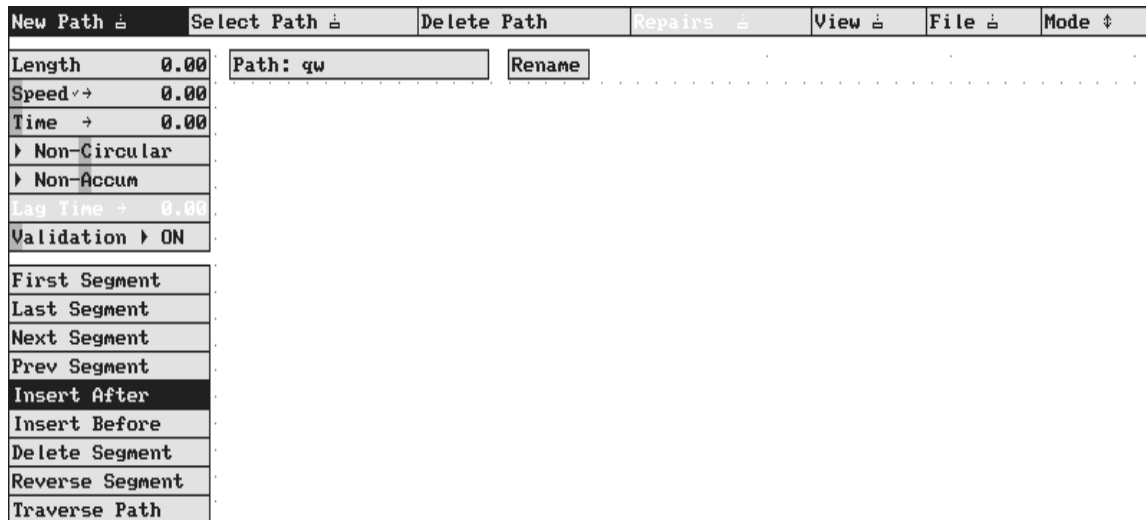 New Path Select Path Delete Path Repairs View File Mode
Length 0.00 Path: qw Rename
Speed 0.00
Time → 0.00
Non-Circular
Non-Accum
Lag Time → 0.00
Validation ON
First Segment
Last Segment
Next Segment
Prev Segment
Insert After
Insert Before
Delete Segment
Reverse Segment
Traverse Path